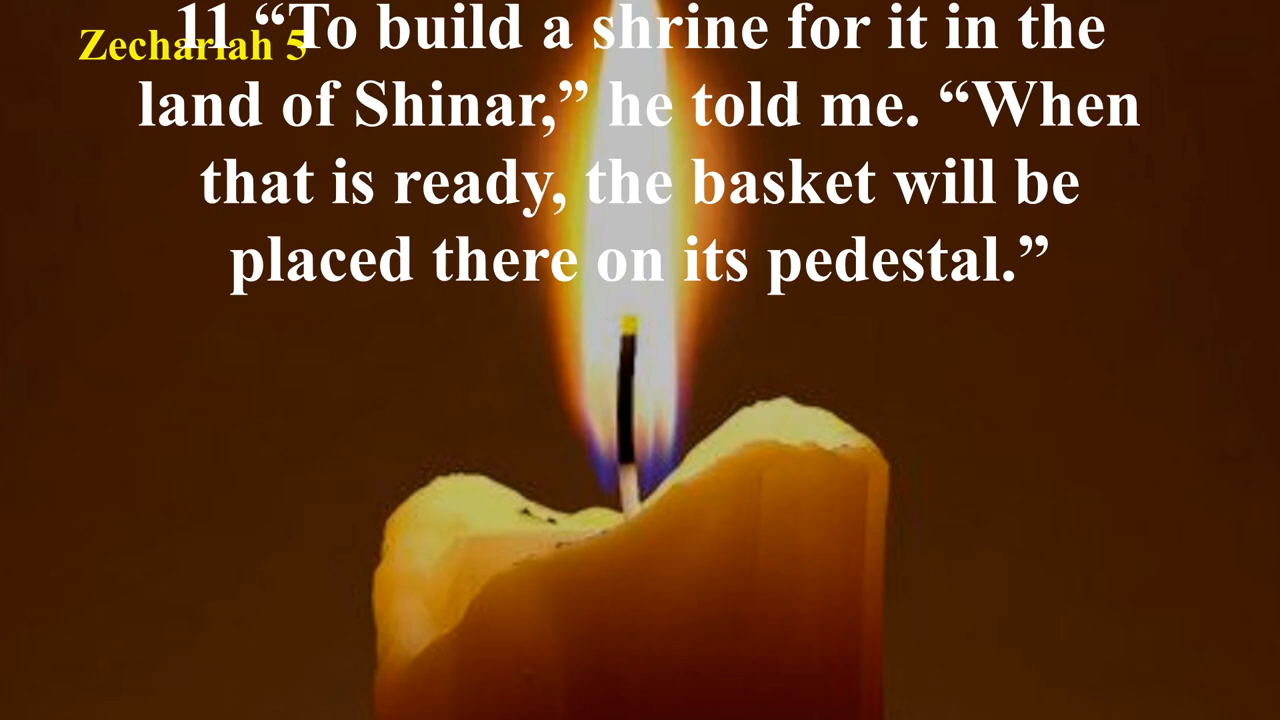 Zechariah 5
11 “To build a shrine for it in the
land of Shinar,” he told me. “When
that is ready, the basket will be
placed there on its pedestal.”